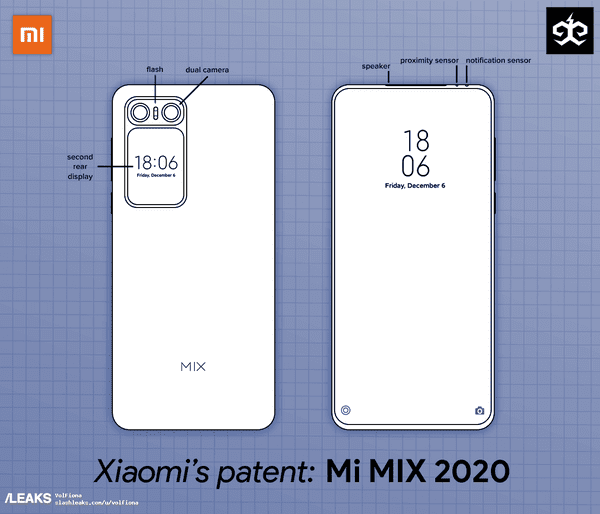 mi
speaker
proximity sensor
notification sensor
flash
dual camera
second
rear
display
18:06
Friday, December 6
18
06
Friday, December 6
MIX
Xiaomi's patent: Mi MIX 2020
/LEAKS
VolFiona
slashleaks.com/u/volfiona